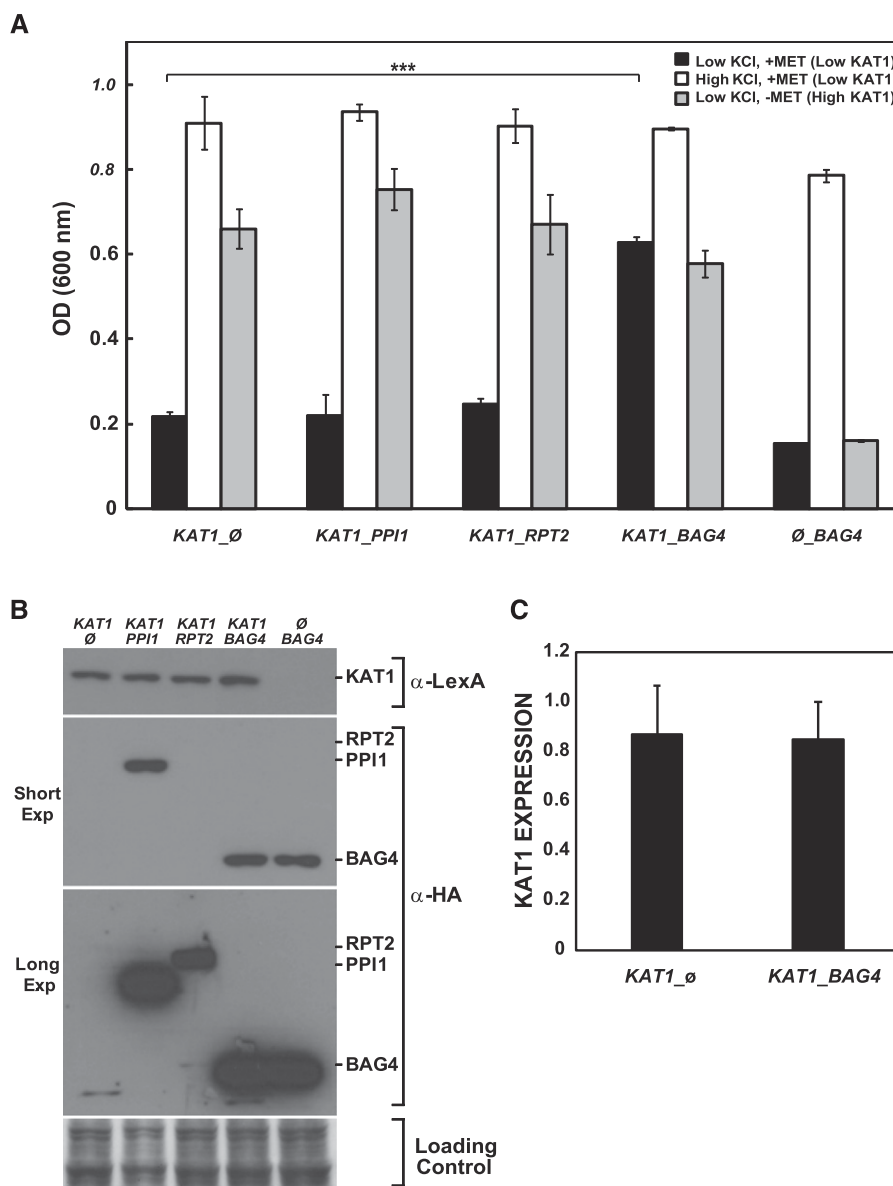 A
***
Low KCl, +MET (Low KAT1)
High KCl, +MET (Low KAT1
Low KCl, -MET (High KAT1)
OD (600 nm)
1.0
0.8
0.6
0.4
0.2
0
KAT1_Ø
KAT1_PPI1
KAT1_RPT2
KAT1_BAG4
Ø_BAG4
B
KAT1 KAT1 KAT1 KAT1 Ø
Ø PPI1 RPT2 BAG4 BAG4
KAT1
α-LexA
Short
Exp
RPT2
PPI1
BAG4
α-HA
Long
Exp
RPT2
PPI1
BAG4
Loading
Control
C
KAT1 EXPRESSION
1.2
1.0
0.8
0.6
0.4
0.2
0
KAT1_ø
KAT1_BAG4